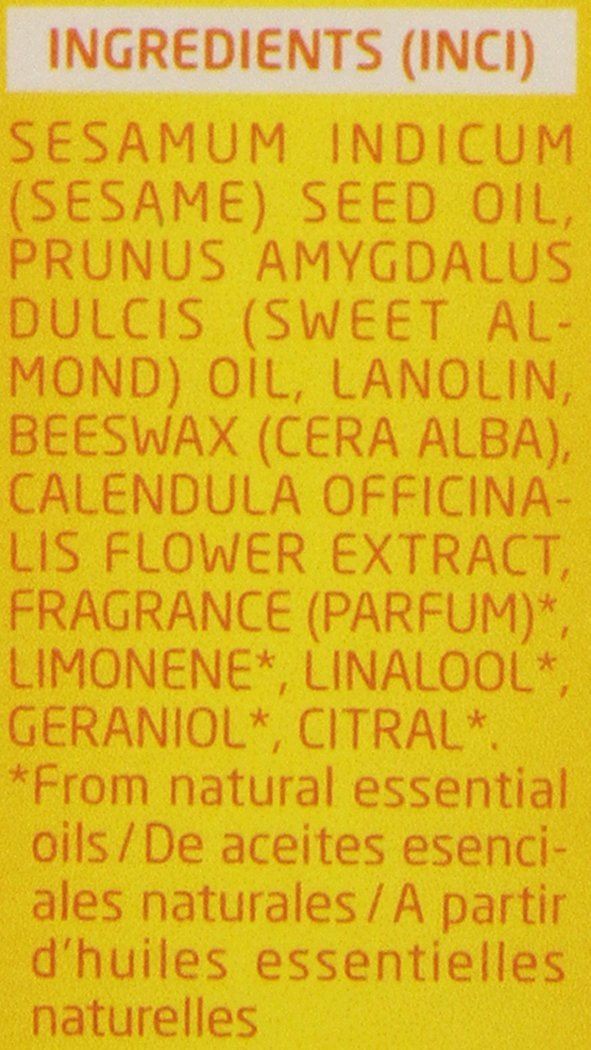 INGREDIENTS (INCI)
SESAMUM INDICUM
(SESAME) SEED OIL,
PRUNUS AMYGDALUS
DULCIS (SWEET AL-
MOND) OIL, LANOLIN,
BEESWAX (CERA ALBA),
CALENDULA OFFICINA-
LIS FLOWER EXTRACT,
FRAGRANCE (PARFUM)*,
LIMONENE*, LINALOOL*,
GERANIOL*, CITRAL*.
*From natural essential
oils/De aceites esenci-
ales naturales/A partir
d'huiles essentielles
naturelles